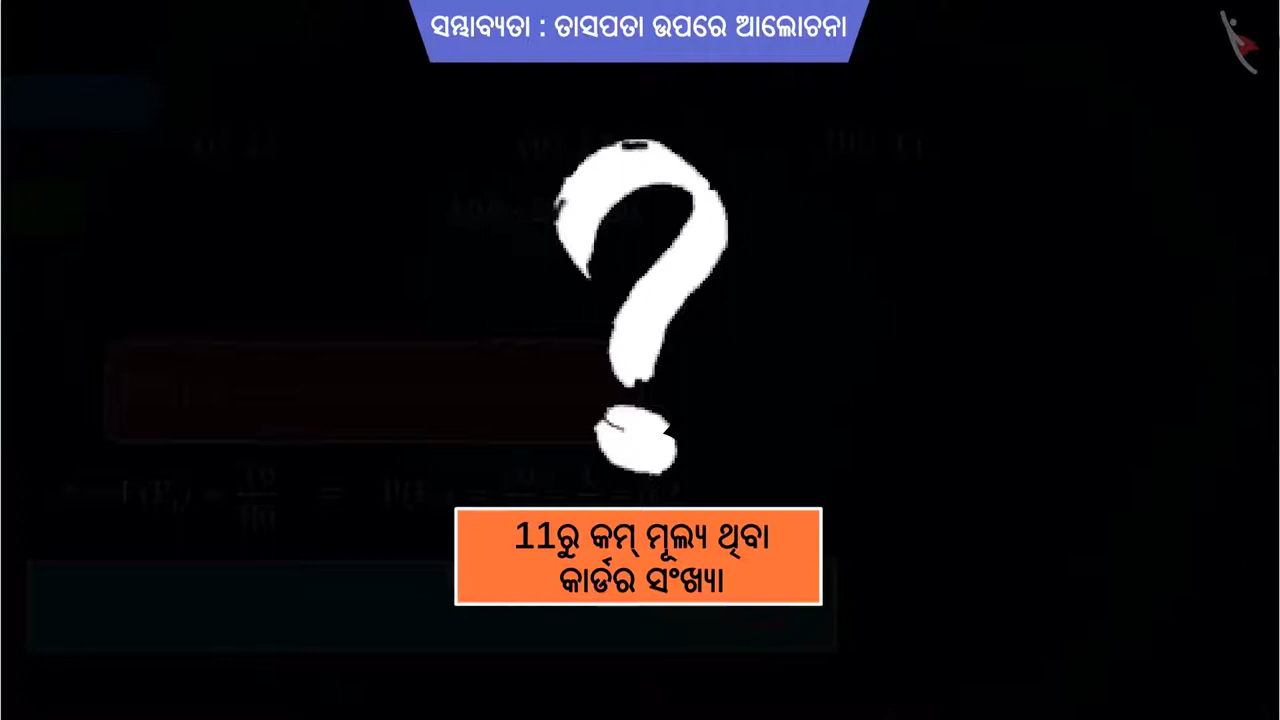 ସମ୍ଭାବ୍ୟତା : ତାସପତା ଉପରେ ଆଲୋଚନା
11ରୁ କମ୍ ମୂଲ୍ୟ ଥିବା
କାର୍ଡର ସଂଖ୍ୟା